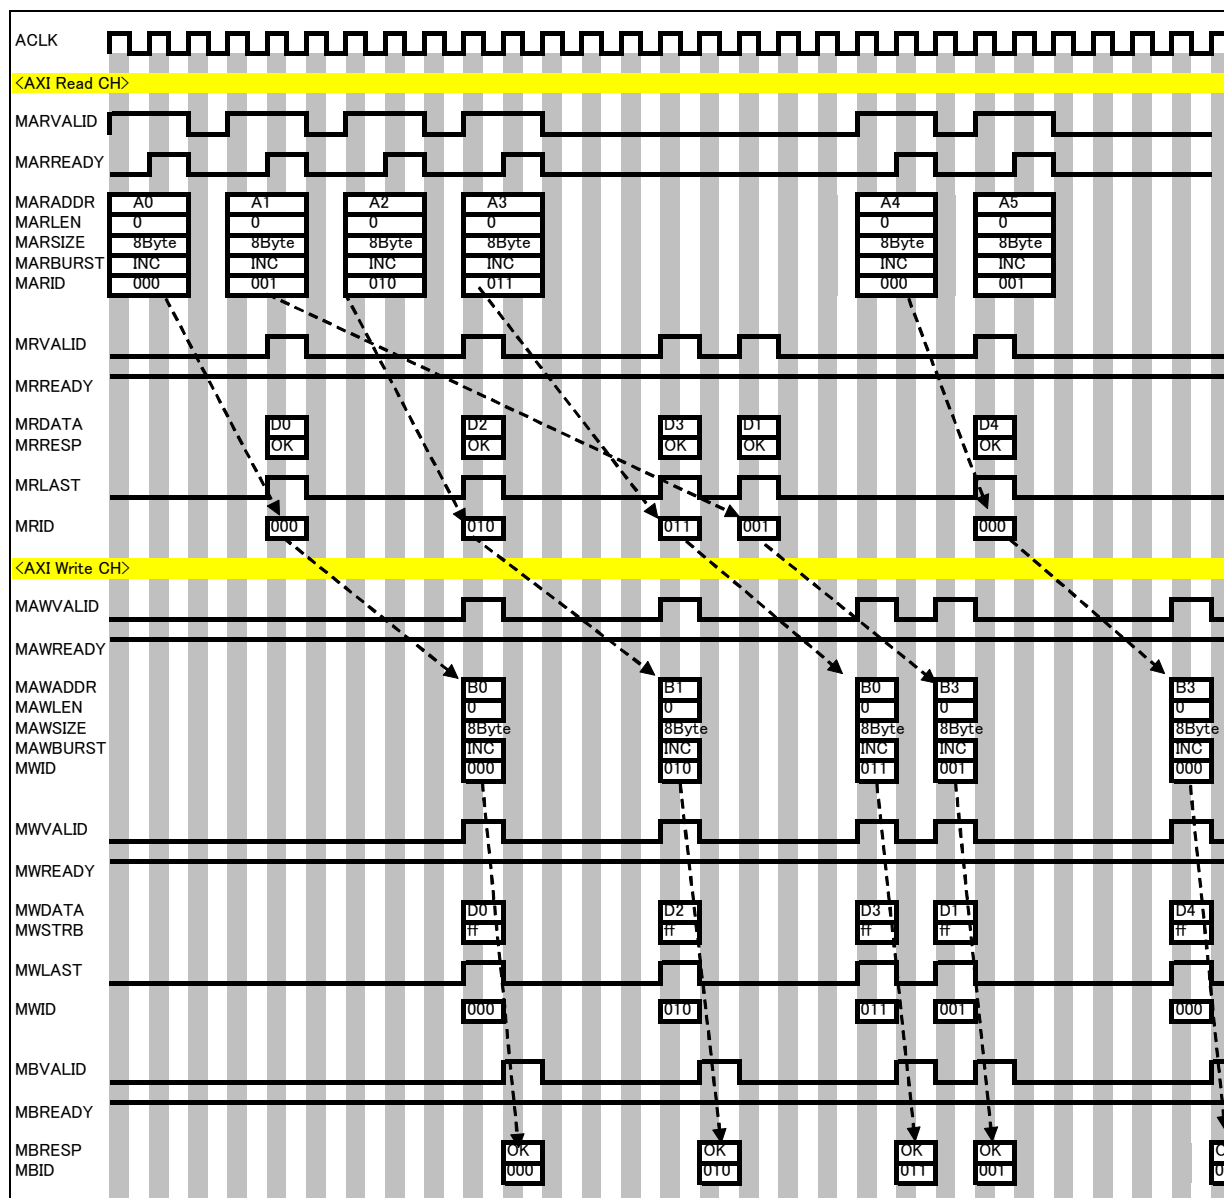 ACLK
<AXI Read CH>
MARVALID
MARREADY
MARADDR A0 A1 A2 A3 A4 A5
MARLEN 0 0 0 0 0 0
MARSIZE 8Byte 8Byte 8Byte 8Byte 8Byte 8Byte
MARBURST INC INC INC INC INC INC
MARID 000 001 010 011 000 001
MRVALID
MRREADY
MRDATA D0 D2 D3 D1 D4
MRRESP OK OK OK OK OK
MRLAST
MRID 000 010 011 001 000
<AXI Write CH>
MAWVALID
MAWREADY
MAWADDR B0 B1 B0 B3 B3
MAWLEN 0 0 0 0 0
MAWSIZE 8Byte 8Byte 8Byte 8Byte 8Byte
MAWBURST INC INC INC INC INC
MWID 000 010 011 001 000
MWVALID
MWREADY
MWDATA D0 D2 D3 D1 D4
MWSTRB ff ff ff ff ff
MWLAST
MWID 000 010 011 001 000
MBVALID
MBREADY
MBRESP OK OK OK OK
MBID 000 010 011 001